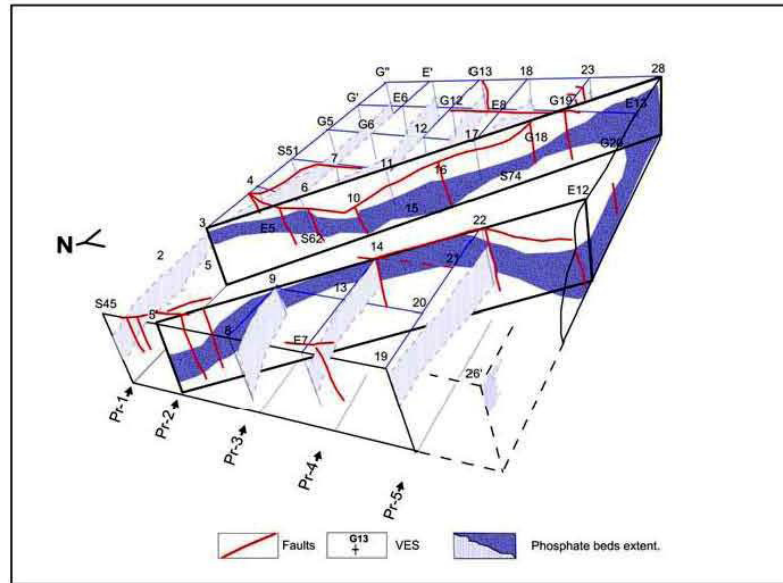 G" E' G13 18 23 28
G' E6 G12 E8 G19 E13
G5 G6 12 17 G18 G20
S51 7 11 16 S74
4 6 10 15 E12
3 E5 S62
N 2 5 14 22
S45 5' 9 13 21
8 E7 20
19 26'
Pr-1
Pr-2
Pr-3
Pr-4
Pr-5
Faults
G13
VES
Phosphate beds extent.